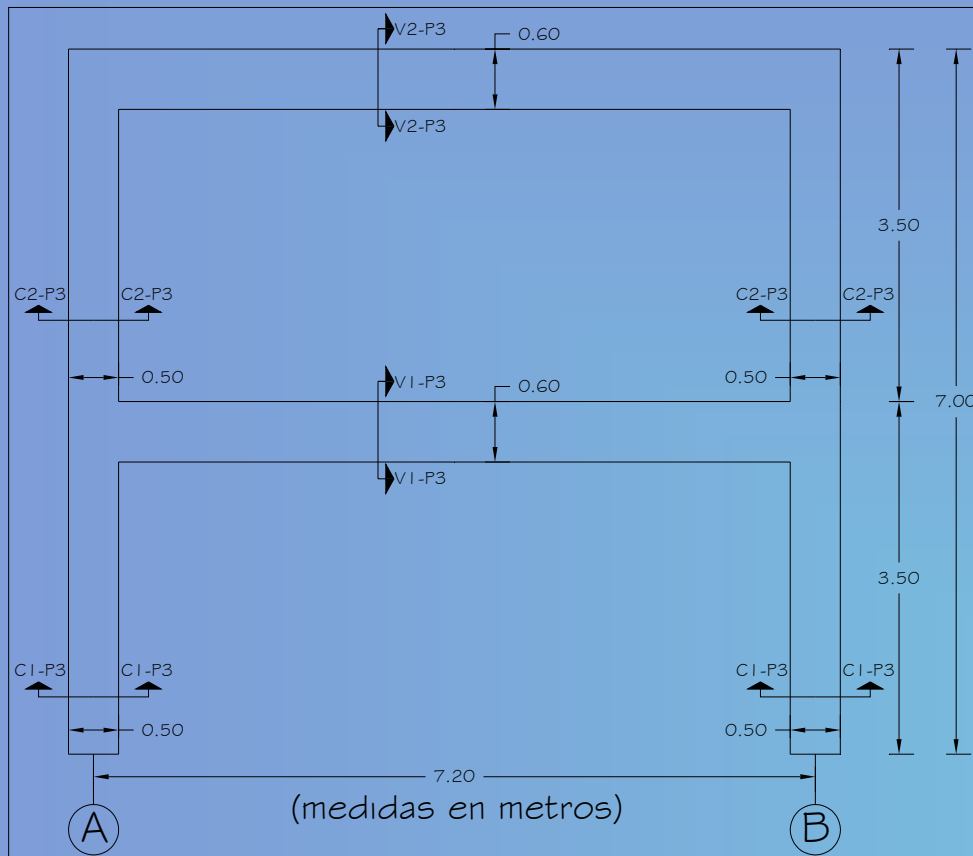 V2-P3
0.60
V2-P3
3.50
C2-P3 C2-P3 C2-P3 C2-P3
0.50 0.50
V1-P3
0.60
7.00
V1-P3
3.50
C1-P3 C1-P3 C1-P3 C1-P3
0.50 0.50
7.20
(medidas en metros)
A B